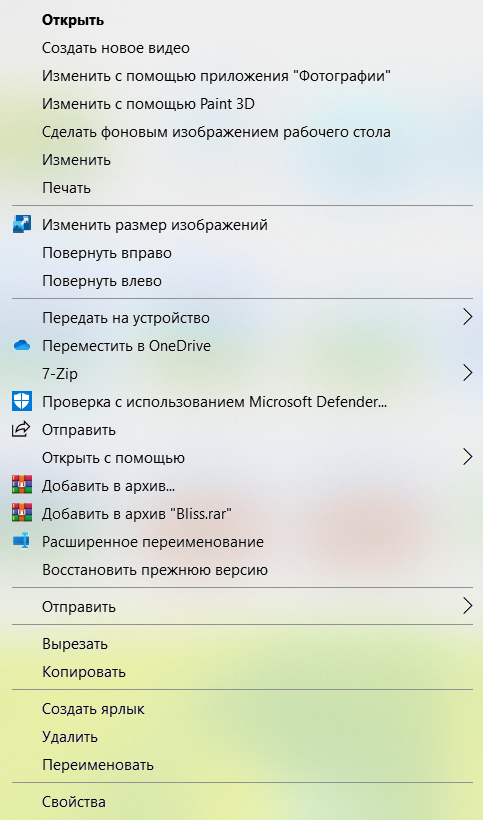 Открыть
Создать новое видео
Изменить с помощью приложения "Фотографии"
Изменить с помощью Paint 3D
Сделать фоновым изображением рабочего стола
Изменить
Печать
Изменить размер изображений
Повернуть вправо
Повернуть влево
Передать на устройство
Переместить в OneDrive
7-Zip
Проверка с использованием Microsoft Defender...
Отправить
Открыть с помощью
Добавить в архив...
Добавить в архив "Bliss.rar"
Расширенное переименование
Восстановить прежнюю версию
Отправить
Вырезать
Копировать
Создать ярлык
Удалить
Переименовать
Свойства